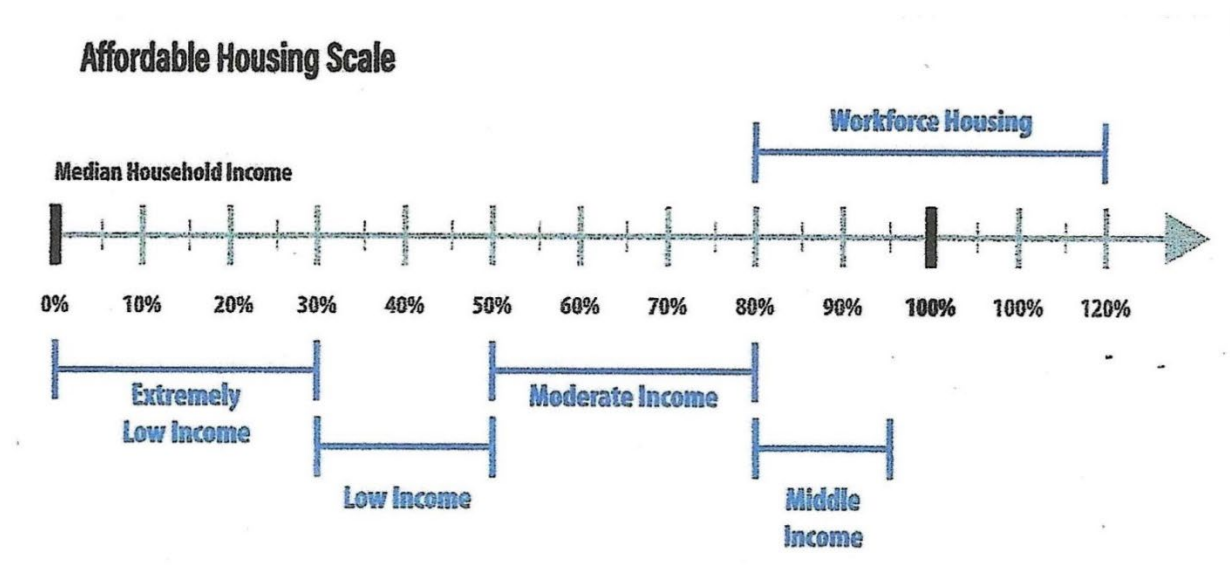 Affordable Housing Scale
Workforce Housing
Median Household Income
0% 10% 20% 30% 40% 50% 60% 70% 80% 90% 100% 100% 120%
Extremely
Low Income
Moderate Income
Low Income
Middle
Income